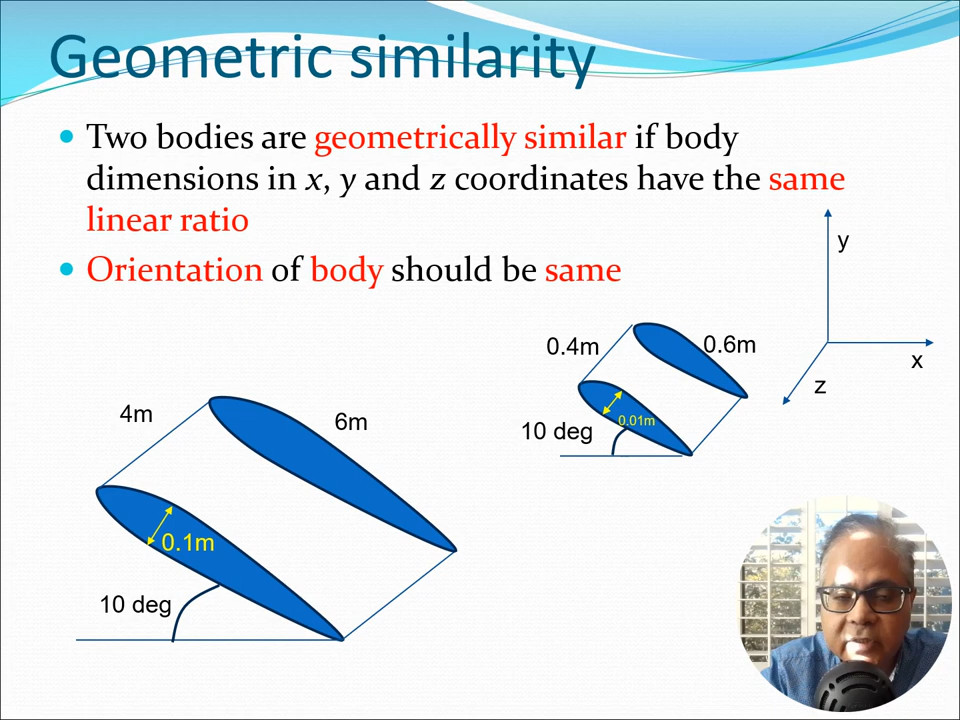 Geometric similarity
Two bodies are geometrically similar if body
dimensions in x, y and z coordinates have the same
linear ratio
Orientation of body should be same
y
x
z
0.4m
0.6m
0.01m
10 deg
4m
6m
0.1m
10 deg